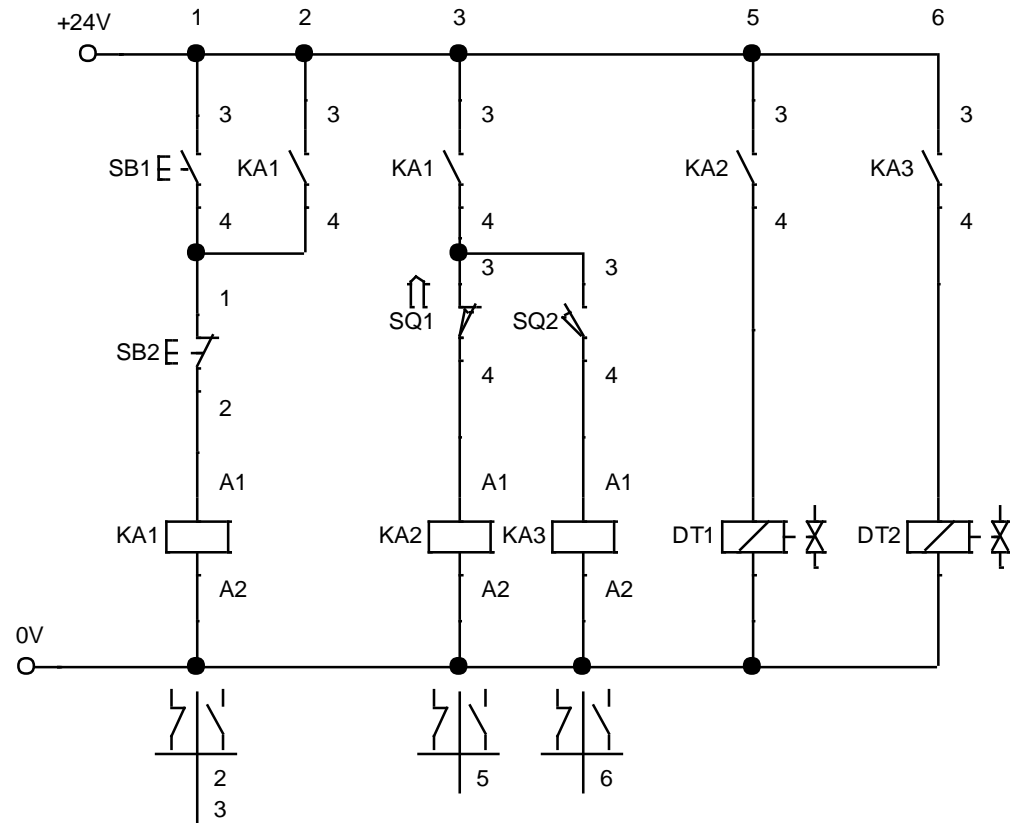 +24V 1 2 3 5 6
3 3 3 3 3
SB1 KA1 KA1 KA2 KA3
4 4 4 4 4
3 3
1
SQ1 SQ2
SB2
4 4
2
A1 A1 A1
KA1 KA2 KA3 DT1 DT2
A2 A2 A2
0V
2 5 6
3